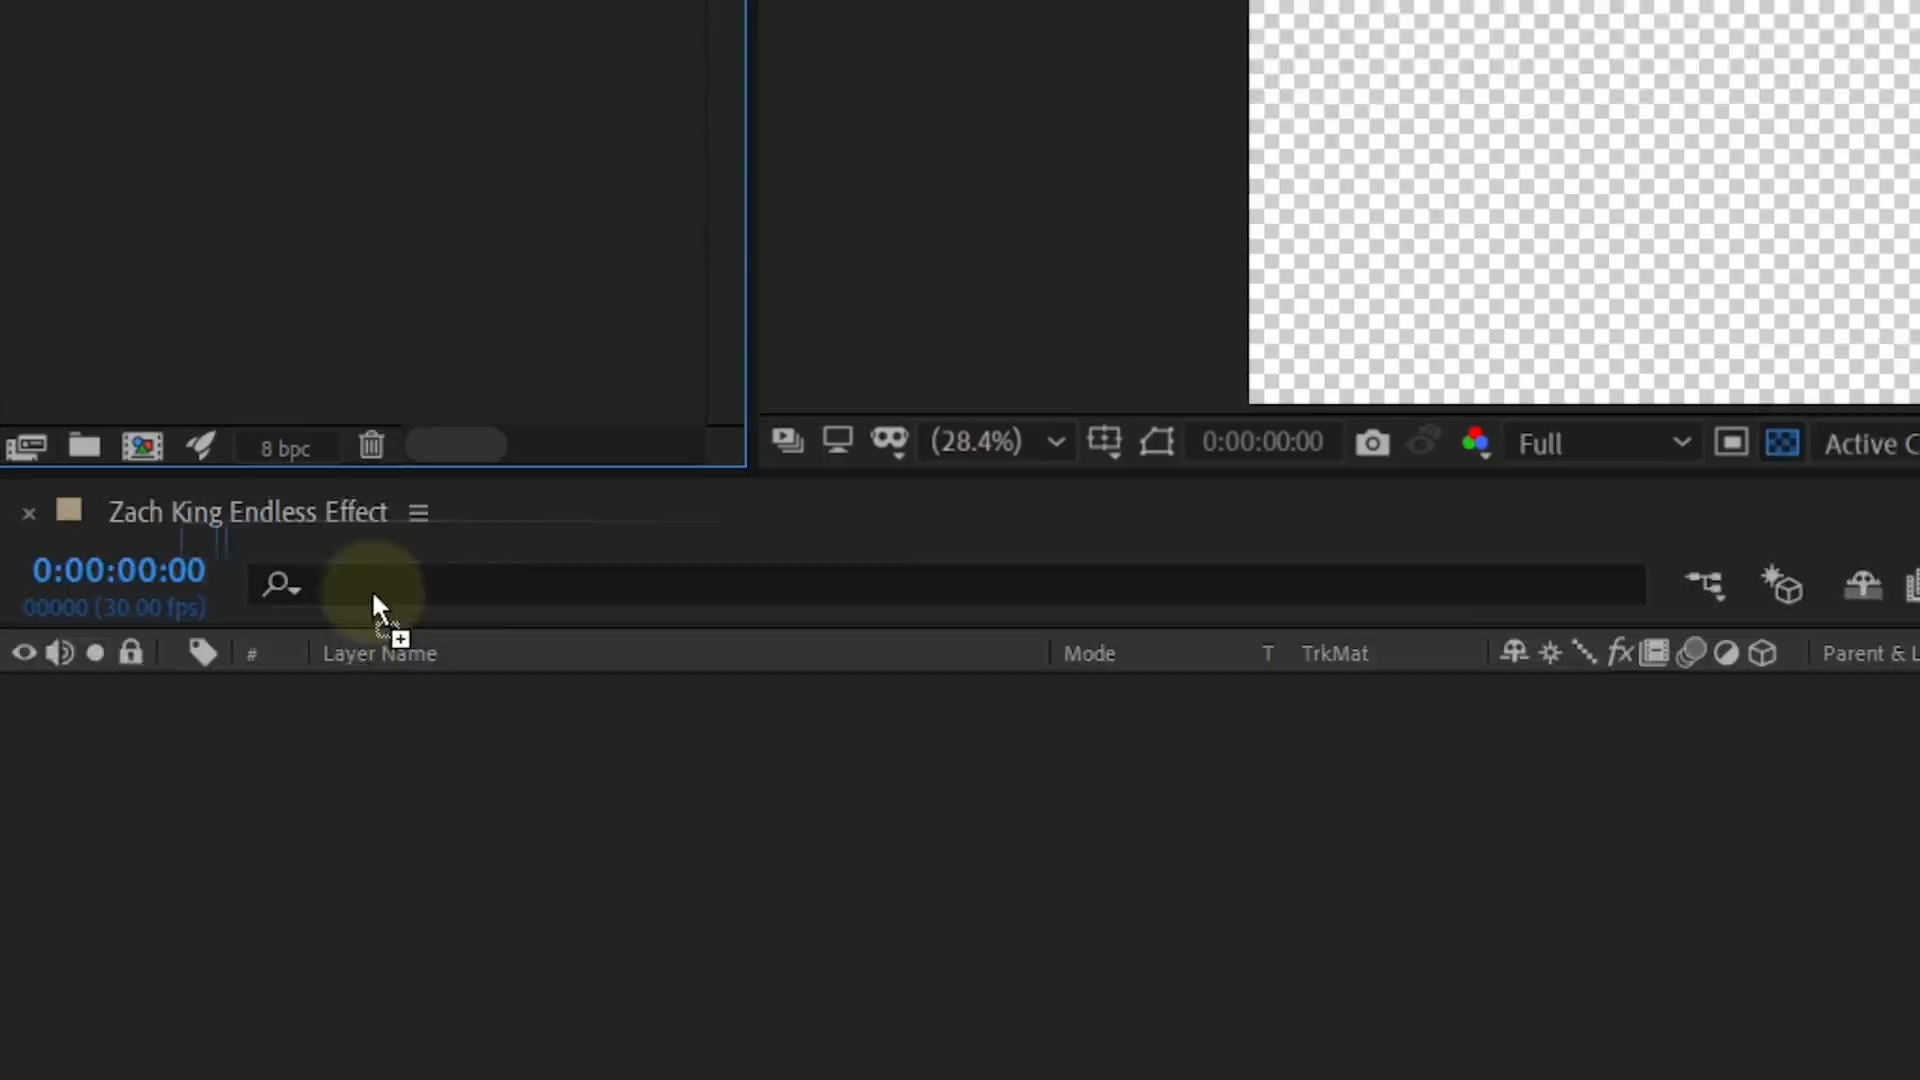 8 bpc
(28.4%)
0:00:00:00
Full
Active C
Zach King Endless Effect
0:00:00:00
00000 (30.00 fps)
# Layer Name Mode T TrkMat fx Parent & L